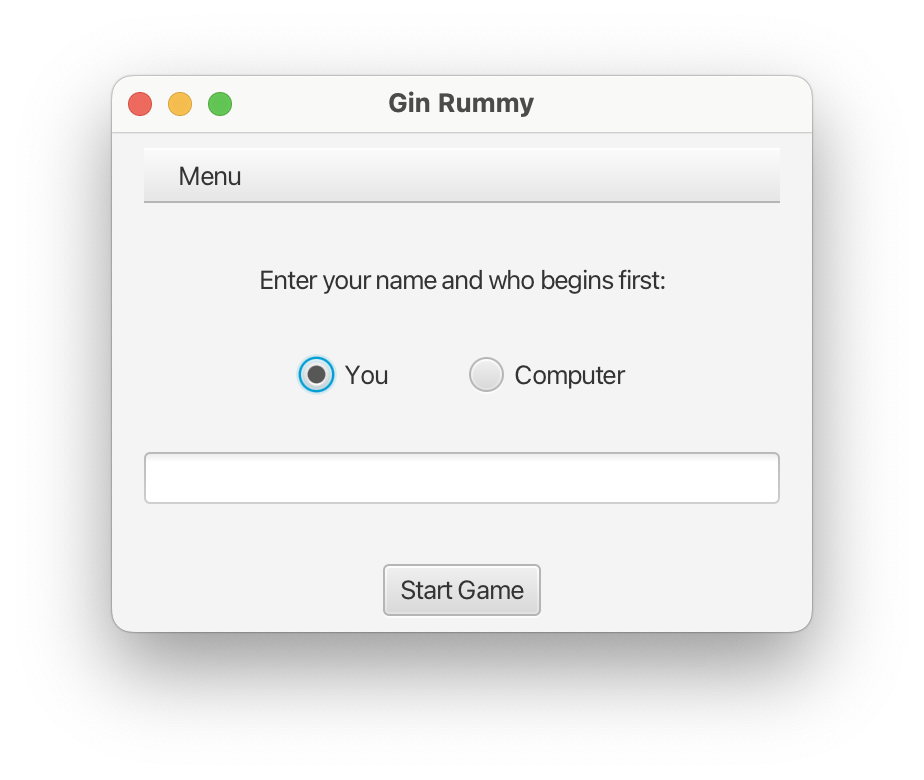 Gin Rummy
Menu
Enter your name and who begins first:
You Computer
Start Game